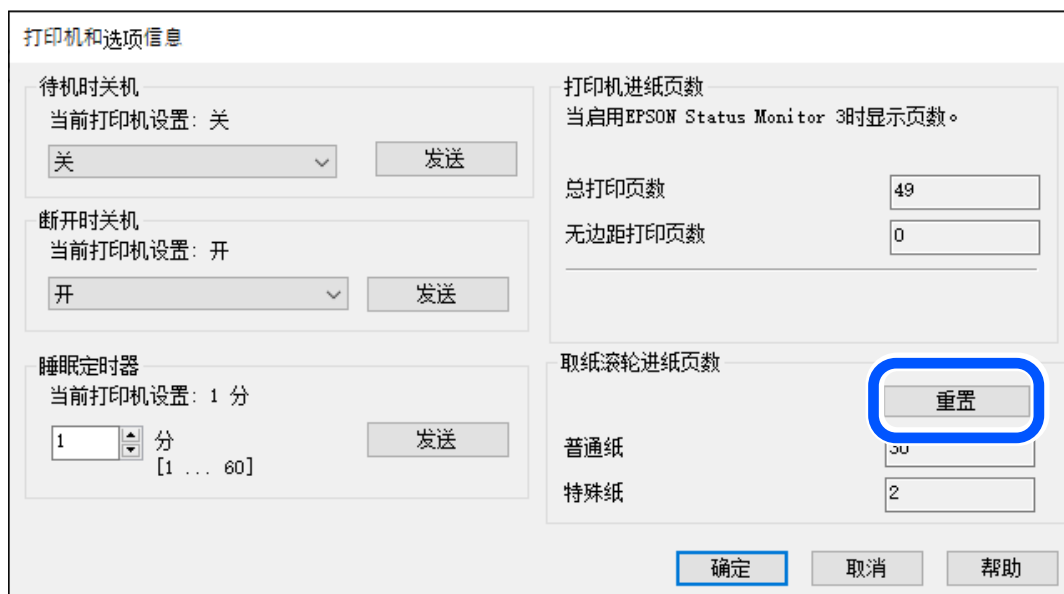 打印机和选项信息
待机时关机
当前打印机设置: 关
关
发送
断开时关机
当前打印机设置: 开
开
发送
睡眠定时器
当前打印机设置: 1 分
1
分
[1 ... 60]
发送
打印机进纸页数
当启用EPSON Status Monitor 3时显示页数。
总打印页数
49
无边距打印页数
0
取纸滚轮进纸页数
重置
普通纸
30
特殊纸
2
确定
取消
帮助